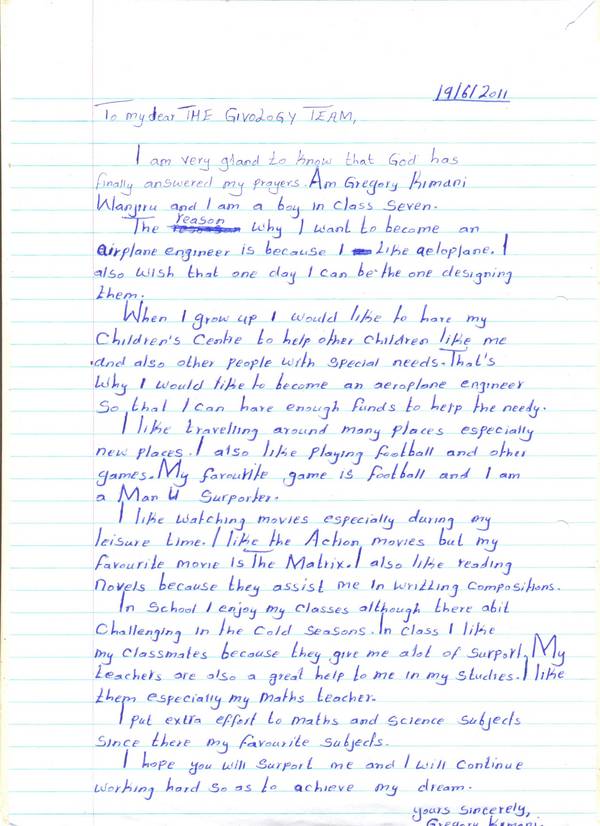 19/6/2011
To my dear THE GIVOLOGY TEAM,
I am very gland to know that God has
finally answered my prayers. Am Gregory Kimani
Wanjiru and I am a boy in class seven.
The reason why I want to become an
airplane engineer is because I like aeloplane. I
also wish that one day I can be the one designing
them.
When I grow up I would like to have my
Children's Centre to help other children like me
and also other people with special needs. That's
why I would like to become an aeroplane engineer
so that I can have enough funds to help the needy.
I like travelling around many places especially
new places. I also like playing football and other
games. My favourite game is football and I am
a Man U Surporter.
I like watching movies especially during my
leisure time. I like the Action movies but my
favourite movie is The Matrix. I also like reading
novels because they assist me in writting compositions.
In school I enjoy my classes although there abit
challenging in the cold seasons. In class I like
my classmates because they give me alot of surport. My
teachers are also a great help to me in my studies. I like
them especially my maths teacher.
I put extra effort to maths and science subjects
since there my favourite subjects.
I hope you will support me and I will continue
working hard so as to achieve my dream.
yours sincerely,
Gregory Kimani.